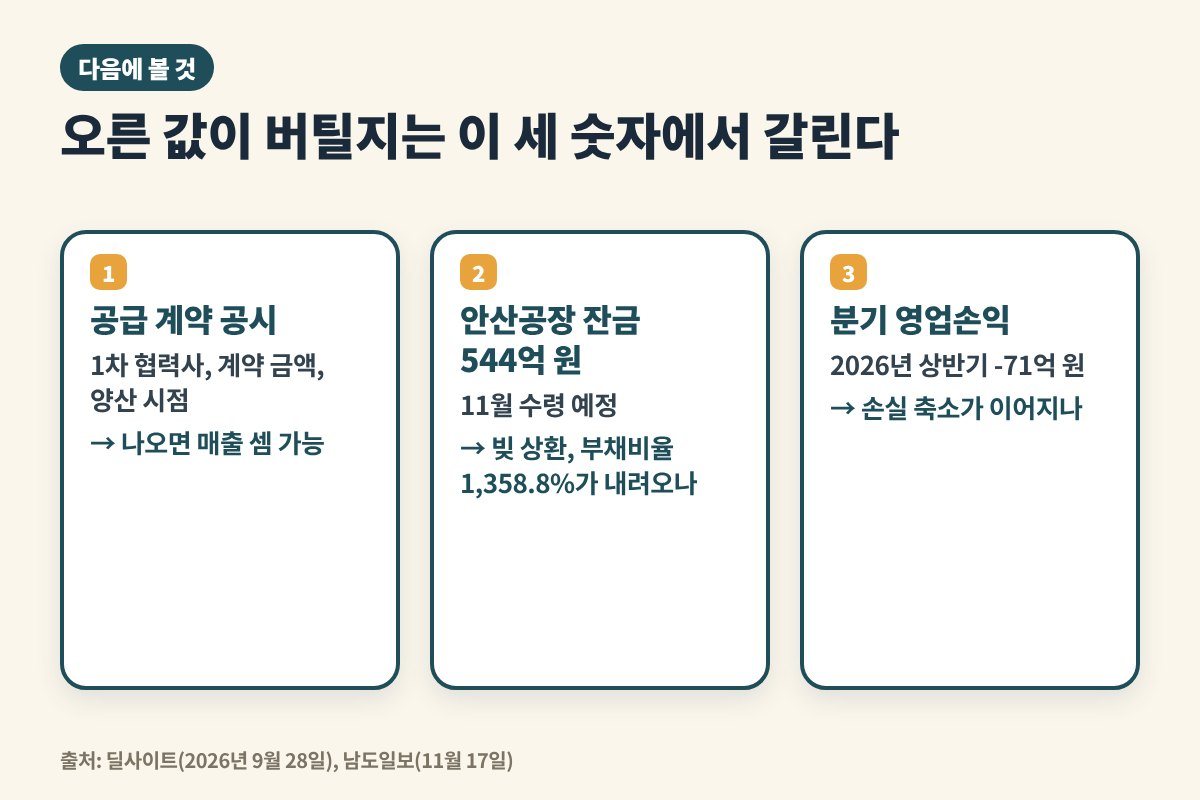 다음에 볼 것
오른 값이 버틸지는 이 세 숫자에서 갈린다
1
공급 계약 공시
1차 협력사, 계약 금액,
양산 시점
→ 나오면 매출 셈 가능
2
안산공장 잔금
544억 원
11월 수령 예정
→ 빚 상환, 부채비율
1,358.8%가 내려오나
3
분기 영업손익
2026년 상반기 -71억 원
→ 손실 축소가 이어지나
출처: 딜사이트(2026년 9월 28일), 남도일보(11월 17일)